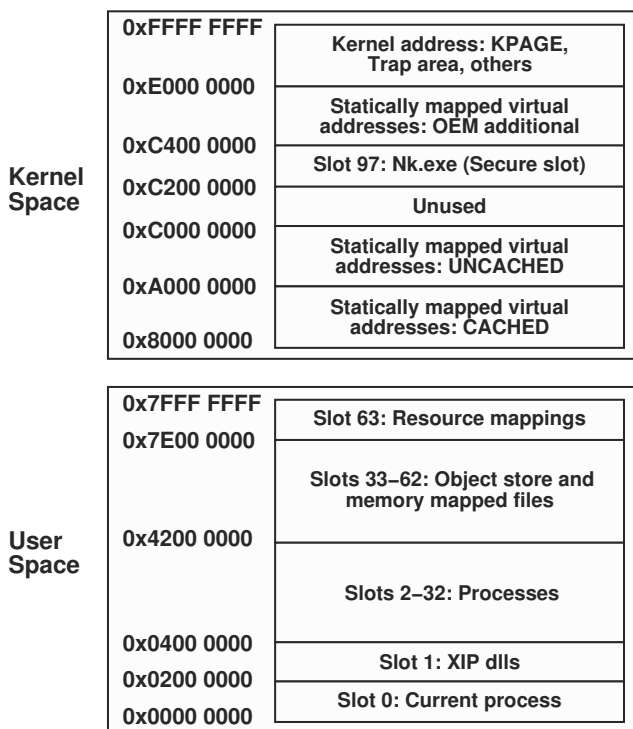 0xFFFF FFFF
Kernel address: KPAGE,
Trap area, others
0xE000 0000
Statically mapped virtual
addresses: OEM additional
0xC400 0000
Slot 97: Nk.exe (Secure slot)
Kernel
Space
0xC200 0000
Unused
0xC000 0000
Statically mapped virtual
addresses: UNCACHED
0xA000 0000
Statically mapped virtual
addresses: CACHED
0x8000 0000
0x7FFF FFFF
Slot 63: Resource mappings
0x7E00 0000
Slots 33–62: Object store and
memory mapped files
User
Space
0x4200 0000
Slots 2–32: Processes
0x0400 0000
Slot 1: XIP dlls
0x0200 0000
Slot 0: Current process
0x0000 0000